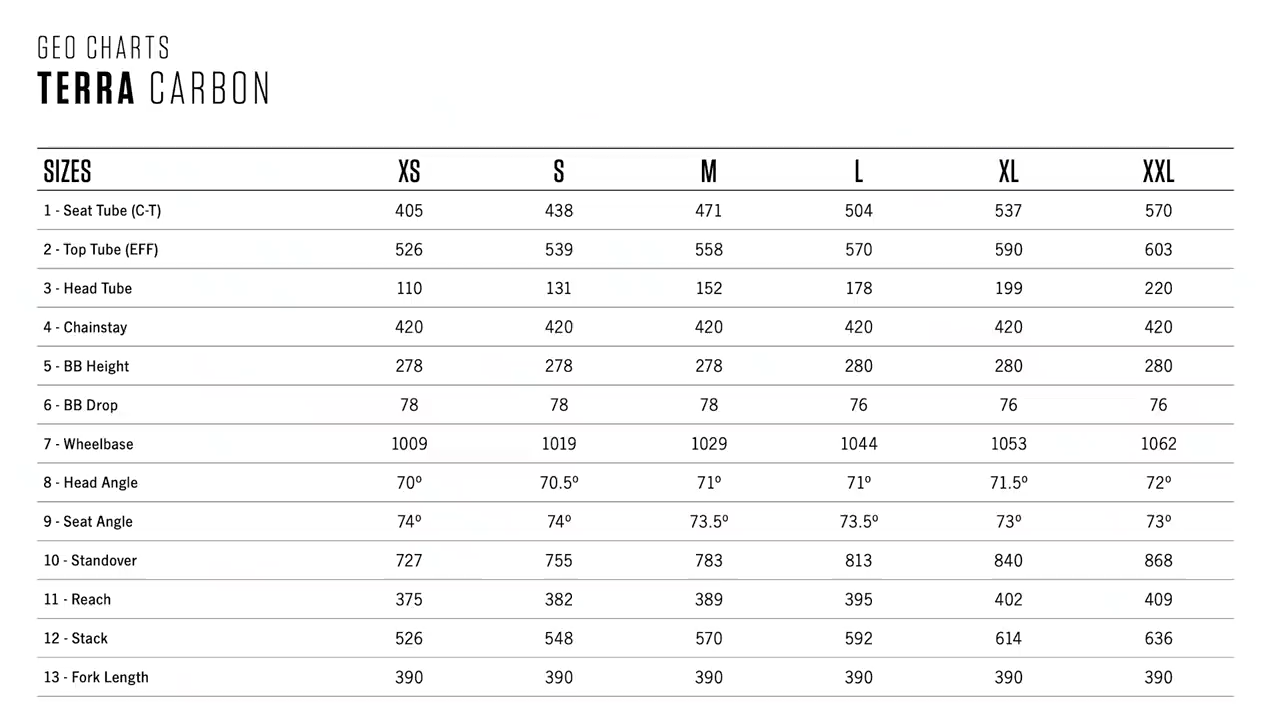 GEO CHARTS
TERRA CARBON
SIZES XS S M L XL XXL
1 - Seat Tube (C-T) 405 438 471 504 537 570
2 - Top Tube (EFF) 526 539 558 570 590 603
3 - Head Tube 110 131 152 178 199 220
4 - Chainstay 420 420 420 420 420 420
5 - BB Height 278 278 278 280 280 280
6 - BB Drop 78 78 78 76 76 76
7 - Wheelbase 1009 1019 1029 1044 1053 1062
8 - Head Angle 70º 70.5º 71º 71º 71.5º 72º
9 - Seat Angle 74º 74º 73.5º 73.5º 73º 73º
10 - Standover 727 755 783 813 840 868
11 - Reach 375 382 389 395 402 409
12 - Stack 526 548 570 592 614 636
13 - Fork Length 390 390 390 390 390 390